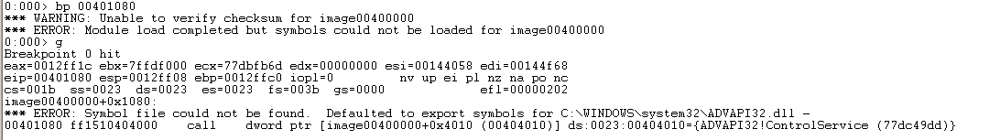 0:000> bp 00401080
*** WARNING: Unable to verify checksum for image00400000
*** ERROR: Module load completed but symbols could not be loaded for image00400000
0:000> g
Breakpoint 0 hit
eax=0012ff1c ebx=7ffdf000 ecx=77dbfb6d edx=00000000 esi=00144058 edi=00144f68
eip=00401080 esp=0012ff08 ebp=0012ffc0 iopl=0         nv up ei pl nz na po nc
cs=001b  ss=0023  ds=0023  es=0023  fs=003b  gs=0000             efl=00000202
image00400000+0x1080:
*** ERROR: Symbol file could not be found.  Defaulted to export symbols for C:\WINDOWS\system32\ADVAPI32.dll -
00401080 ff1510404000    call    dword ptr [image00400000+0x4010 (00404010)] ds:0023:00404010={ADVAPI32!ControlService (77dc49dd)}